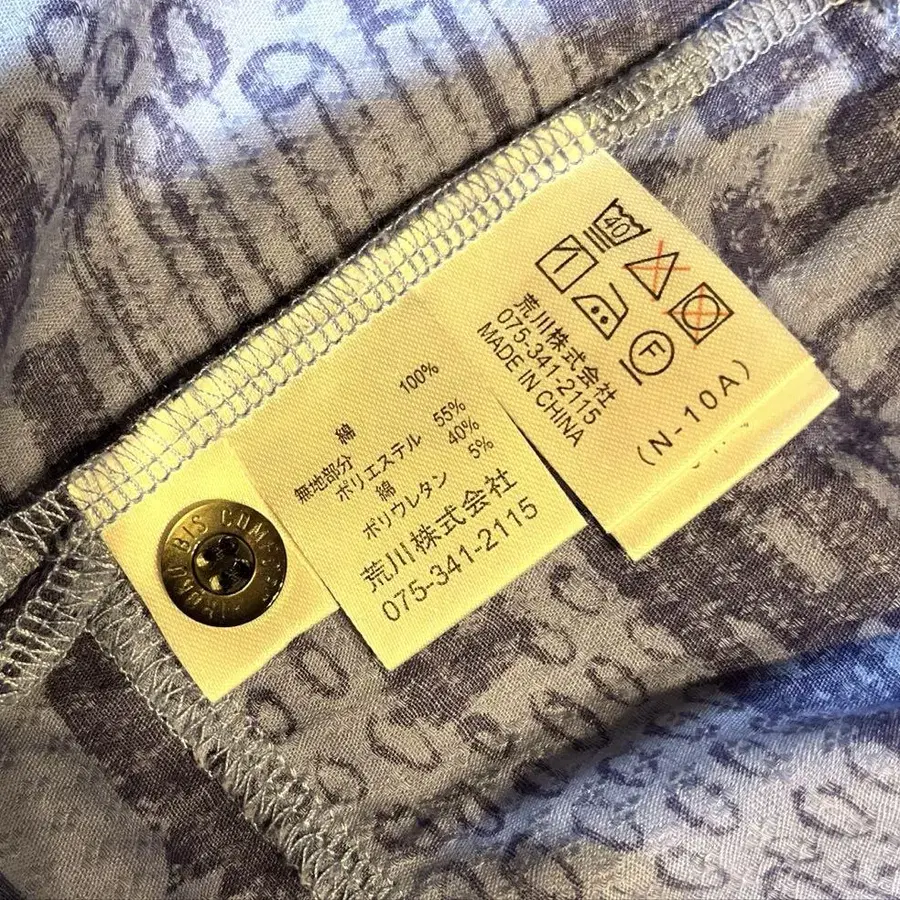 綿 100%
無地部分
ポリエステル 55%
綿 40%
ポリウレタン 5%
荒川株式会社
075-341-2115
40
F
荒川株式会社
075-341-2115
MADE IN CHINA
(N-10A)
BIS